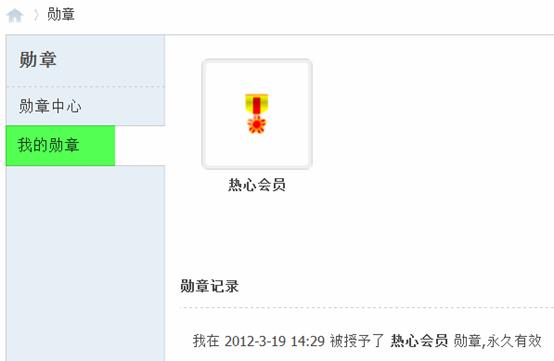 〉勋章
勋章
勋章中心
我的勋章
热心会员
勋章记录
我在 2012-3-19 14:29 被授予了 热心会员 勋章,永久有效